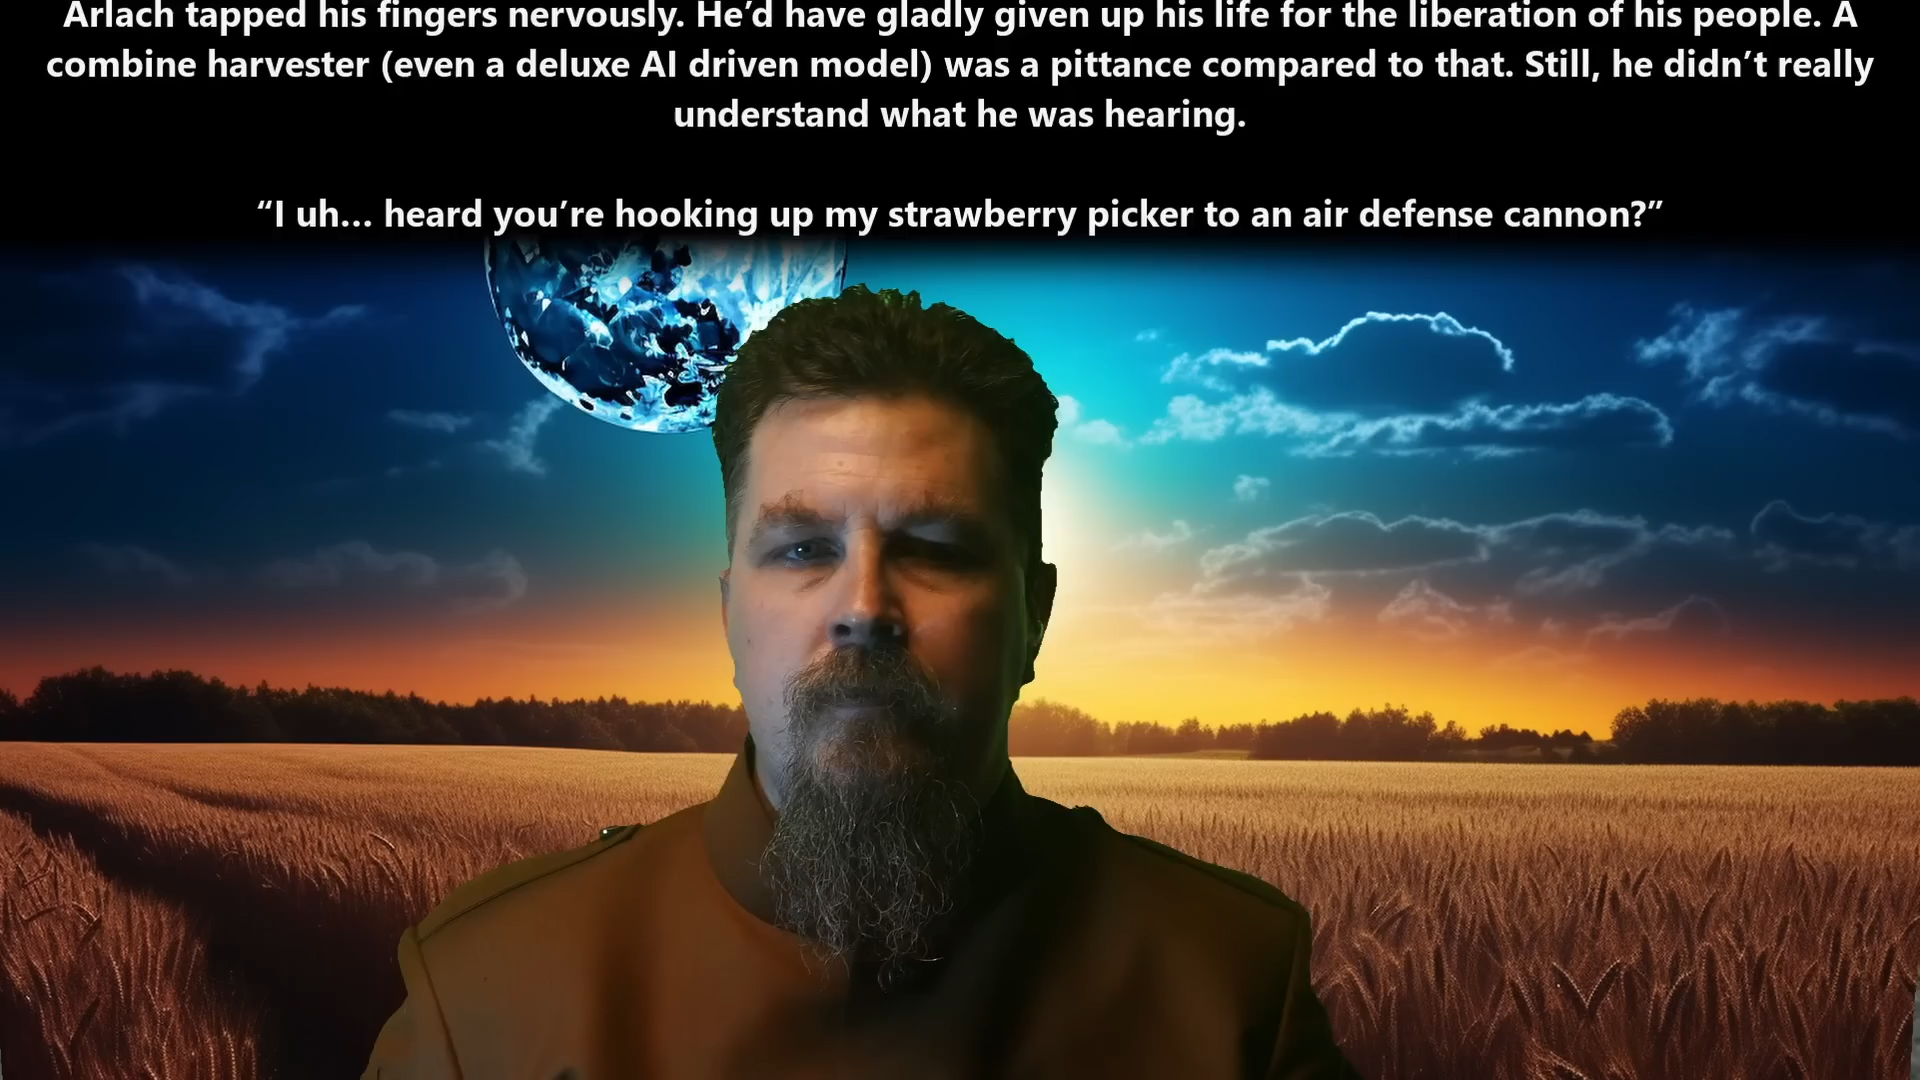 Arlach tapped his fingers nervously. He’d have gladly given up his life for the liberation of his people. A
combine harvester (even a deluxe AI driven model) was a pittance compared to that. Still, he didn’t really
understand what he was hearing.
“I uh… heard you’re hooking up my strawberry picker to an air defense cannon?”